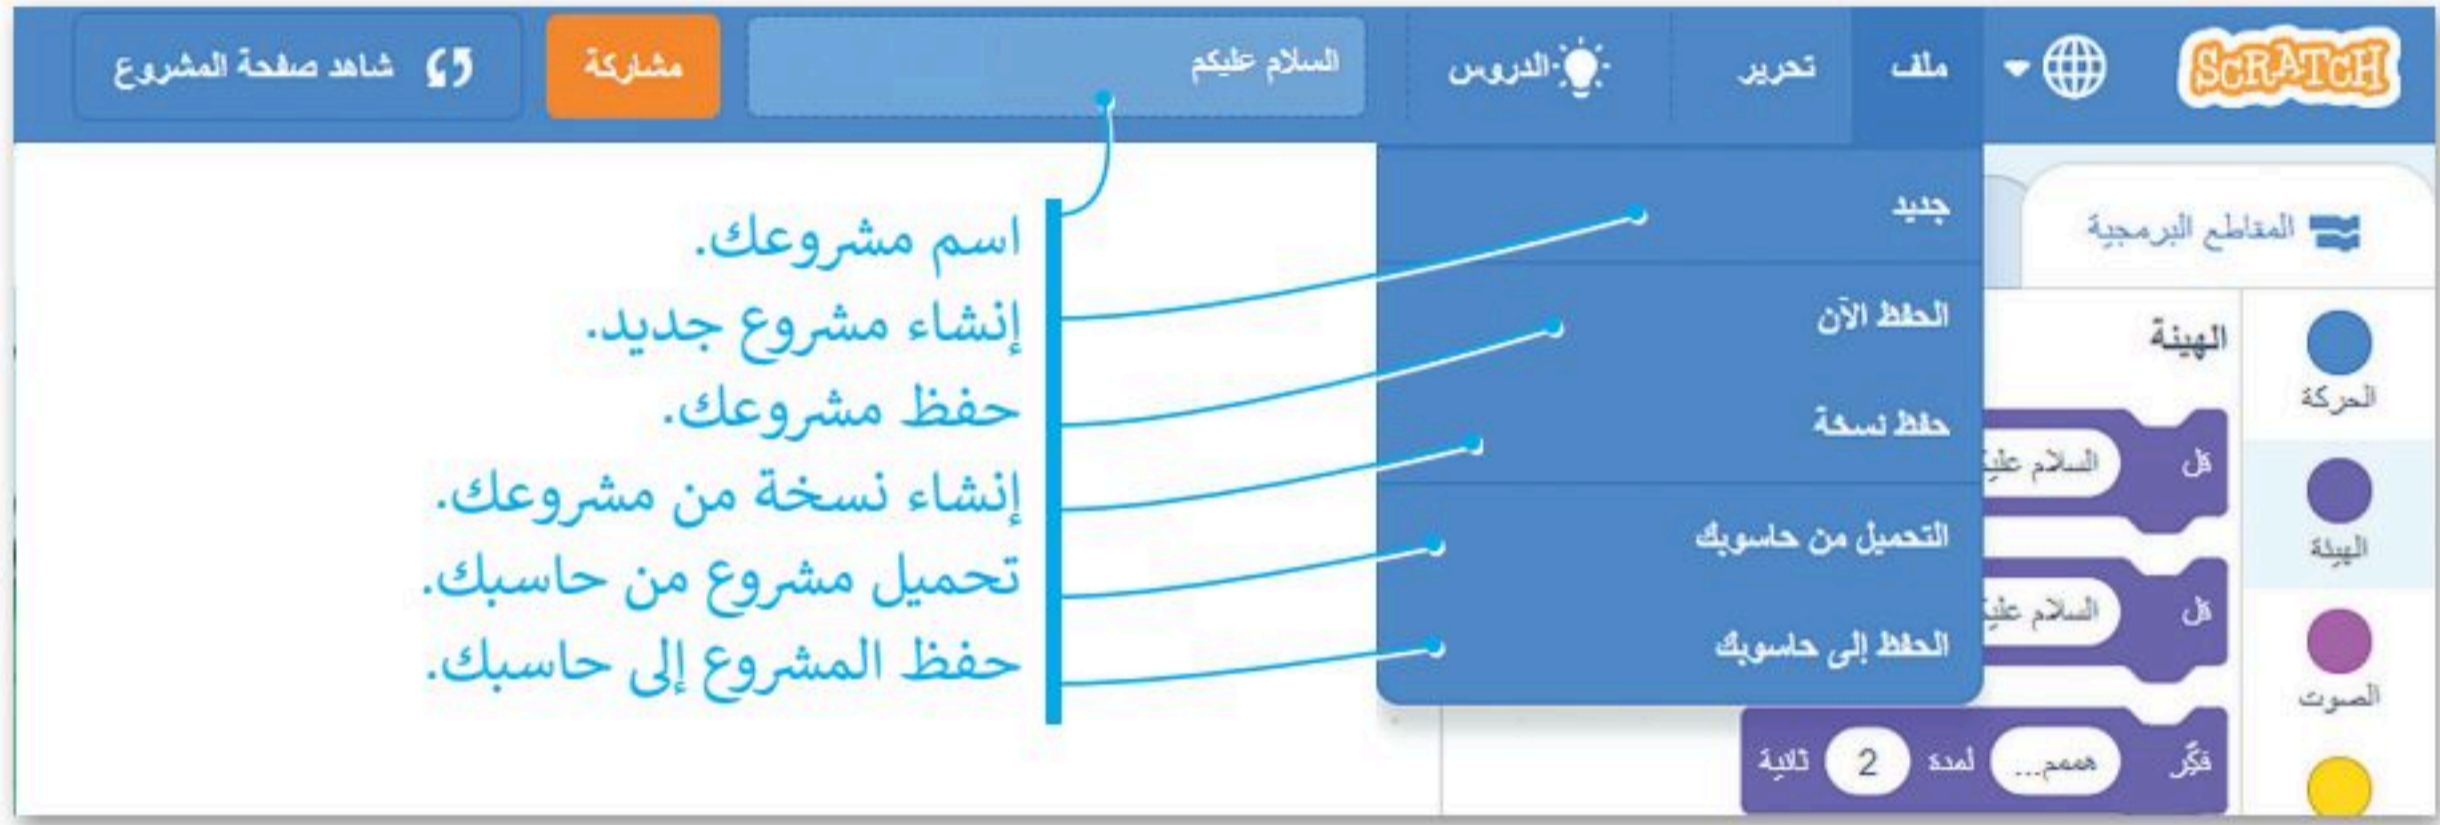 SCRATCH
ملف
تحرير
الدروس
السلام عليكم
مشاركة
شاهد صفحة المشروع
المقاطع البرمجية
جديد
الحفظ الآن
حفظ نسخة
التحميل من حاسوبك
الحفظ إلى حاسوبك
اسم مشروعك.
إنشاء مشروع جديد.
حفظ مشروعك.
إنشاء نسخة من مشروعك.
تحميل مشروع من حاسبك.
حفظ المشروع إلى حاسبك.
الحركة
الهيئة
الصوت
الهيئة
قل السلام
قل السلام
فكّر هممم... لمدة 2 ثانية